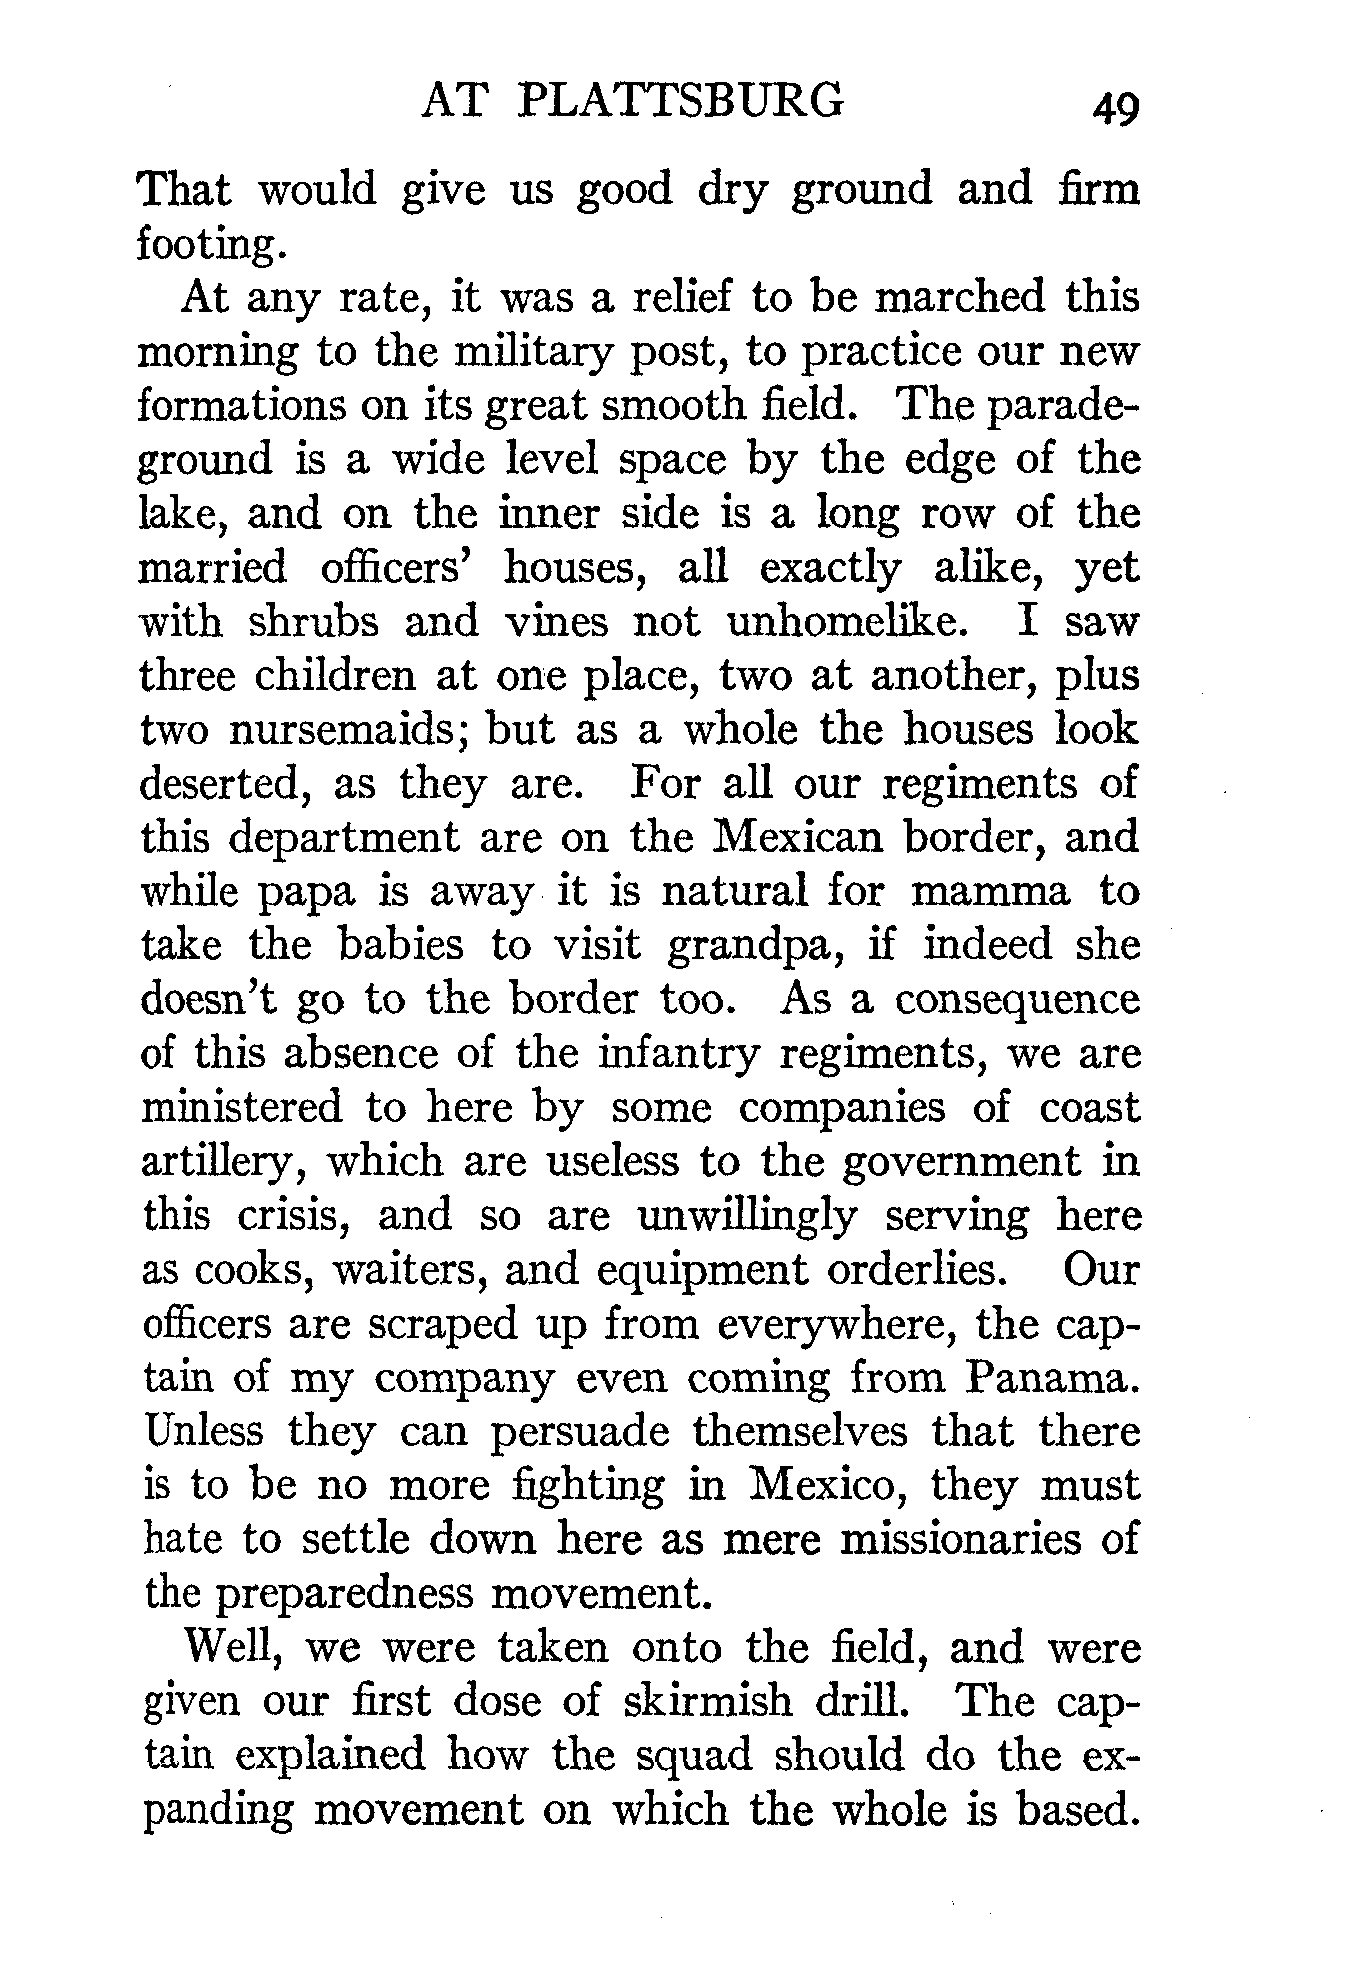 AT PLATTSBURG 49
That would give us good dry ground and firm
footing.
At any rate, it was a relief to be marched this
morning to the military post, to practice our new
formations on its great smooth field. The parade-
ground is a wide level space by the edge of the
lake, and on the inner side is a long row of the
married officers' houses, all exactly alike, yet
with shrubs and vines not unhomelike. I saw
three children at one place, two at another, plus
two nursemaids; but as a whole the houses look
deserted, as they are. For all our regiments of
this department are on the Mexican border, and
while papa is away it is natural for mamma to
take the babies to visit grandpa, if indeed she
doesn't go to the border too. As a consequence
of this absence of the infantry regiments, we are
ministered to here by some companies of coast
artillery, which are useless to the government in
this crisis, and so are unwillingly serving here
as cooks, waiters, and equipment orderlies. Our
officers are scraped up from everywhere, the cap-
tain of my company even coming from Panama.
Unless they can persuade themselves that there
is to be no more fighting in Mexico, they must
hate to settle down here as mere missionaries of
the preparedness movement.
Well, we were taken onto the field, and were
given our first dose of skirmish drill. The cap-
tain explained how the squad should do the ex-
panding movement on which the whole is based.